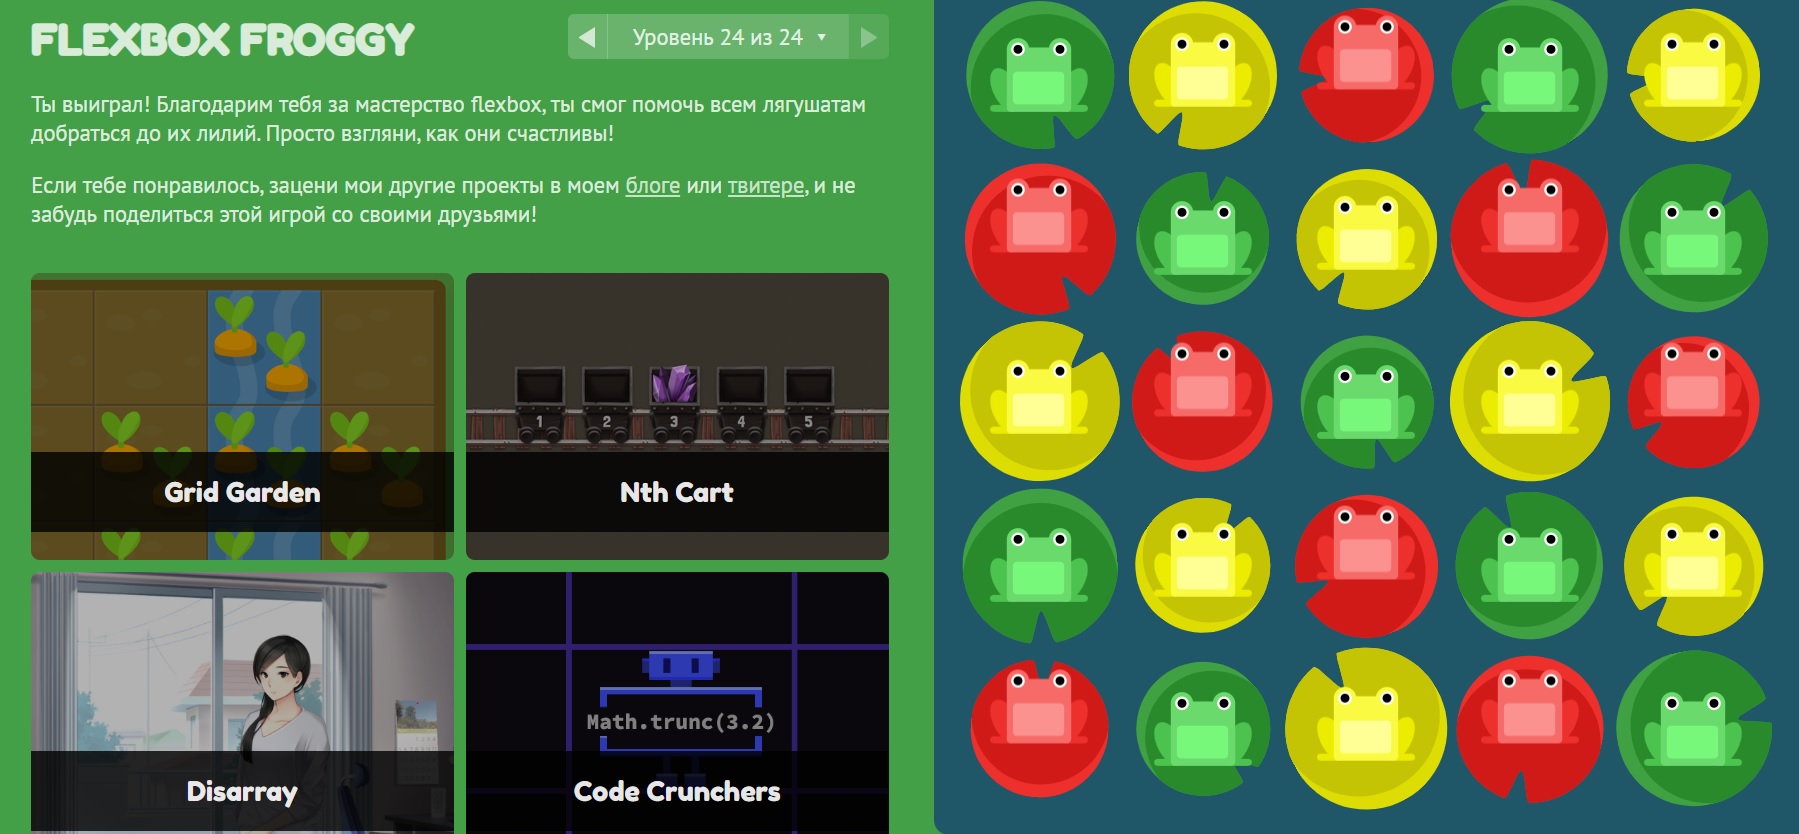 FLEXBOX FROGGY
Уровень 24 из 24
Ты выиграл! Благодарим тебя за мастерство flexbox, ты смог помочь всем лягушатам
добраться до их лилий. Просто взгляни, как они счастливы!
Если тебе понравилось, зацени мои другие проекты в моем блоге или твитере, и не
забудь поделиться этой игрой со своими друзьями!
Grid Garden
1 2 3 4 5
Nth Cart
Disarray
Math.trunc(3.2)
Code Crunchers